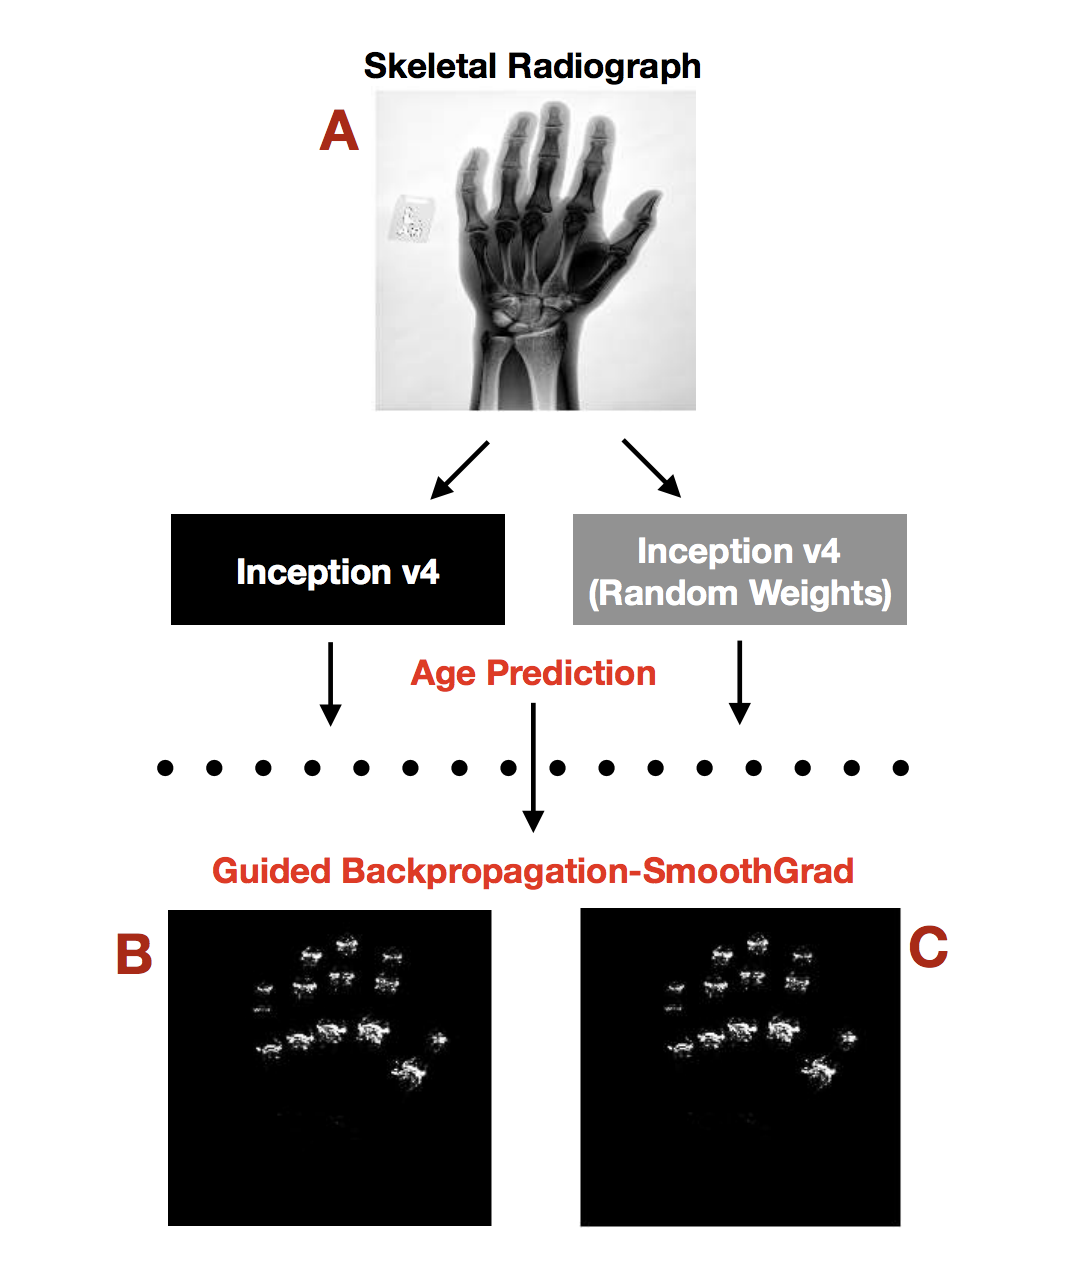 Skeletal Radiograph
A
Inception v4
Inception v4
(Random Weights)
Age Prediction
Guided Backpropagation-SmoothGrad
B
C